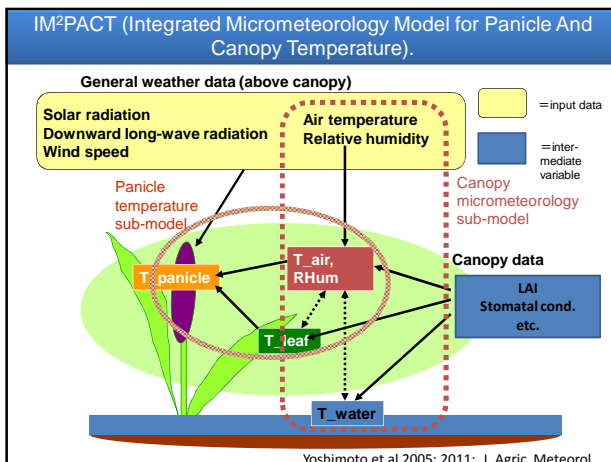 IM²PACT (Integrated Micrometeorology Model for Panicle And
Canopy Temperature).
General weather data (above canopy)
Solar radiation
Downward long-wave radiation
Wind speed
Air temperature
Relative humidity
=input data
=inter-
mediate
variable
Panicle
temperature
sub-model
Canopy
micrometeorology
sub-model
T_panicle
T_air,
RHum
Canopy data
LAI
Stomatal cond.
etc.
T_leaf
T_water
Yoshimoto et al 2005; 2011: J. Agric. Meteorol.